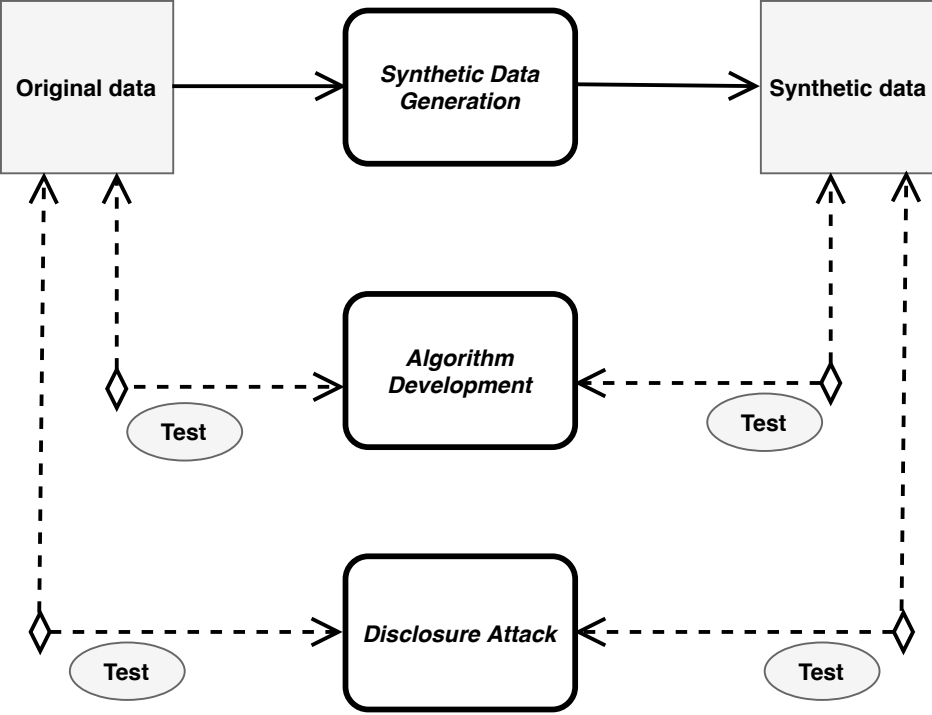 Original data
Synthetic Data
Generation
Synthetic data
Algorithm
Development
Test
Test
Disclosure Attack
Test
Test